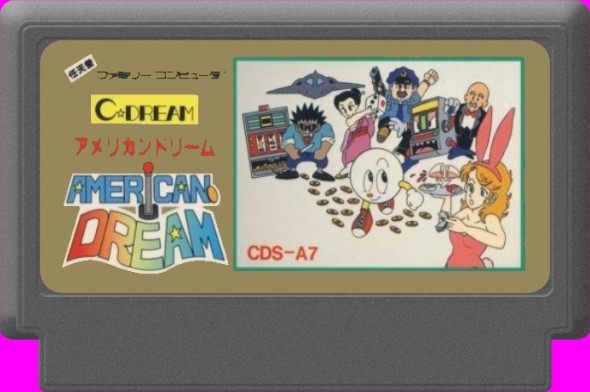 任天堂
ファミリー コンピュータ
C☆DREAM
アメリカンドリーム
AMERICAN
DREAM
CDS-A7